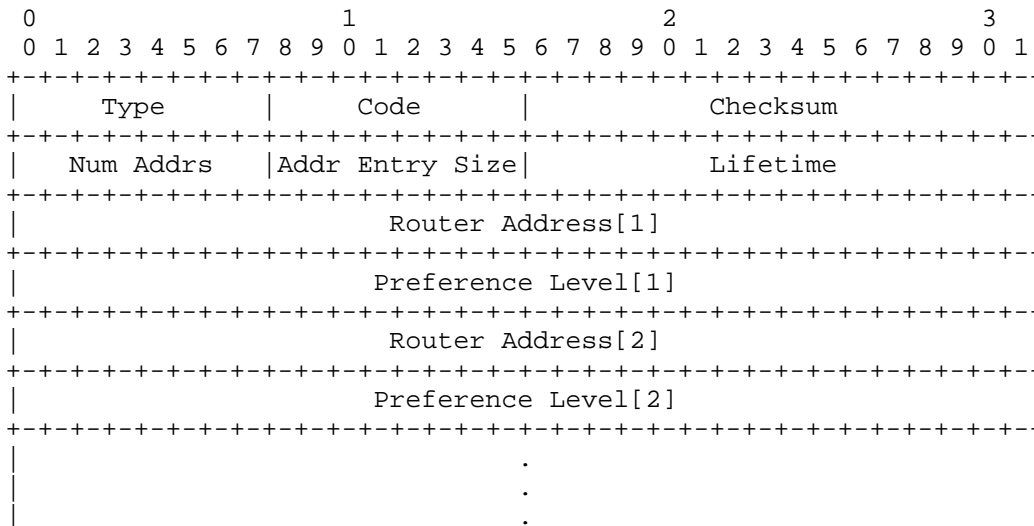 0                   1                   2                   3
 0 1 2 3 4 5 6 7 8 9 0 1 2 3 4 5 6 7 8 9 0 1 2 3 4 5 6 7 8 9 0 1
+-+-+-+-+-+-+-+-+-+-+-+-+-+-+-+-+-+-+-+-+-+-+-+-+-+-+-+-+-+-+-+-
|     Type      |     Code      |           Checksum
+-+-+-+-+-+-+-+-+-+-+-+-+-+-+-+-+-+-+-+-+-+-+-+-+-+-+-+-+-+-+-+-
|   Num Addrs   |Addr Entry Size|           Lifetime
+-+-+-+-+-+-+-+-+-+-+-+-+-+-+-+-+-+-+-+-+-+-+-+-+-+-+-+-+-+-+-+-
|                       Router Address[1]
+-+-+-+-+-+-+-+-+-+-+-+-+-+-+-+-+-+-+-+-+-+-+-+-+-+-+-+-+-+-+-+-
|                      Preference Level[1]
+-+-+-+-+-+-+-+-+-+-+-+-+-+-+-+-+-+-+-+-+-+-+-+-+-+-+-+-+-+-+-+-
|                       Router Address[2]
+-+-+-+-+-+-+-+-+-+-+-+-+-+-+-+-+-+-+-+-+-+-+-+-+-+-+-+-+-+-+-+-
|                      Preference Level[2]
+-+-+-+-+-+-+-+-+-+-+-+-+-+-+-+-+-+-+-+-+-+-+-+-+-+-+-+-+-+-+-+-
|                               .
|                               .
|                               .